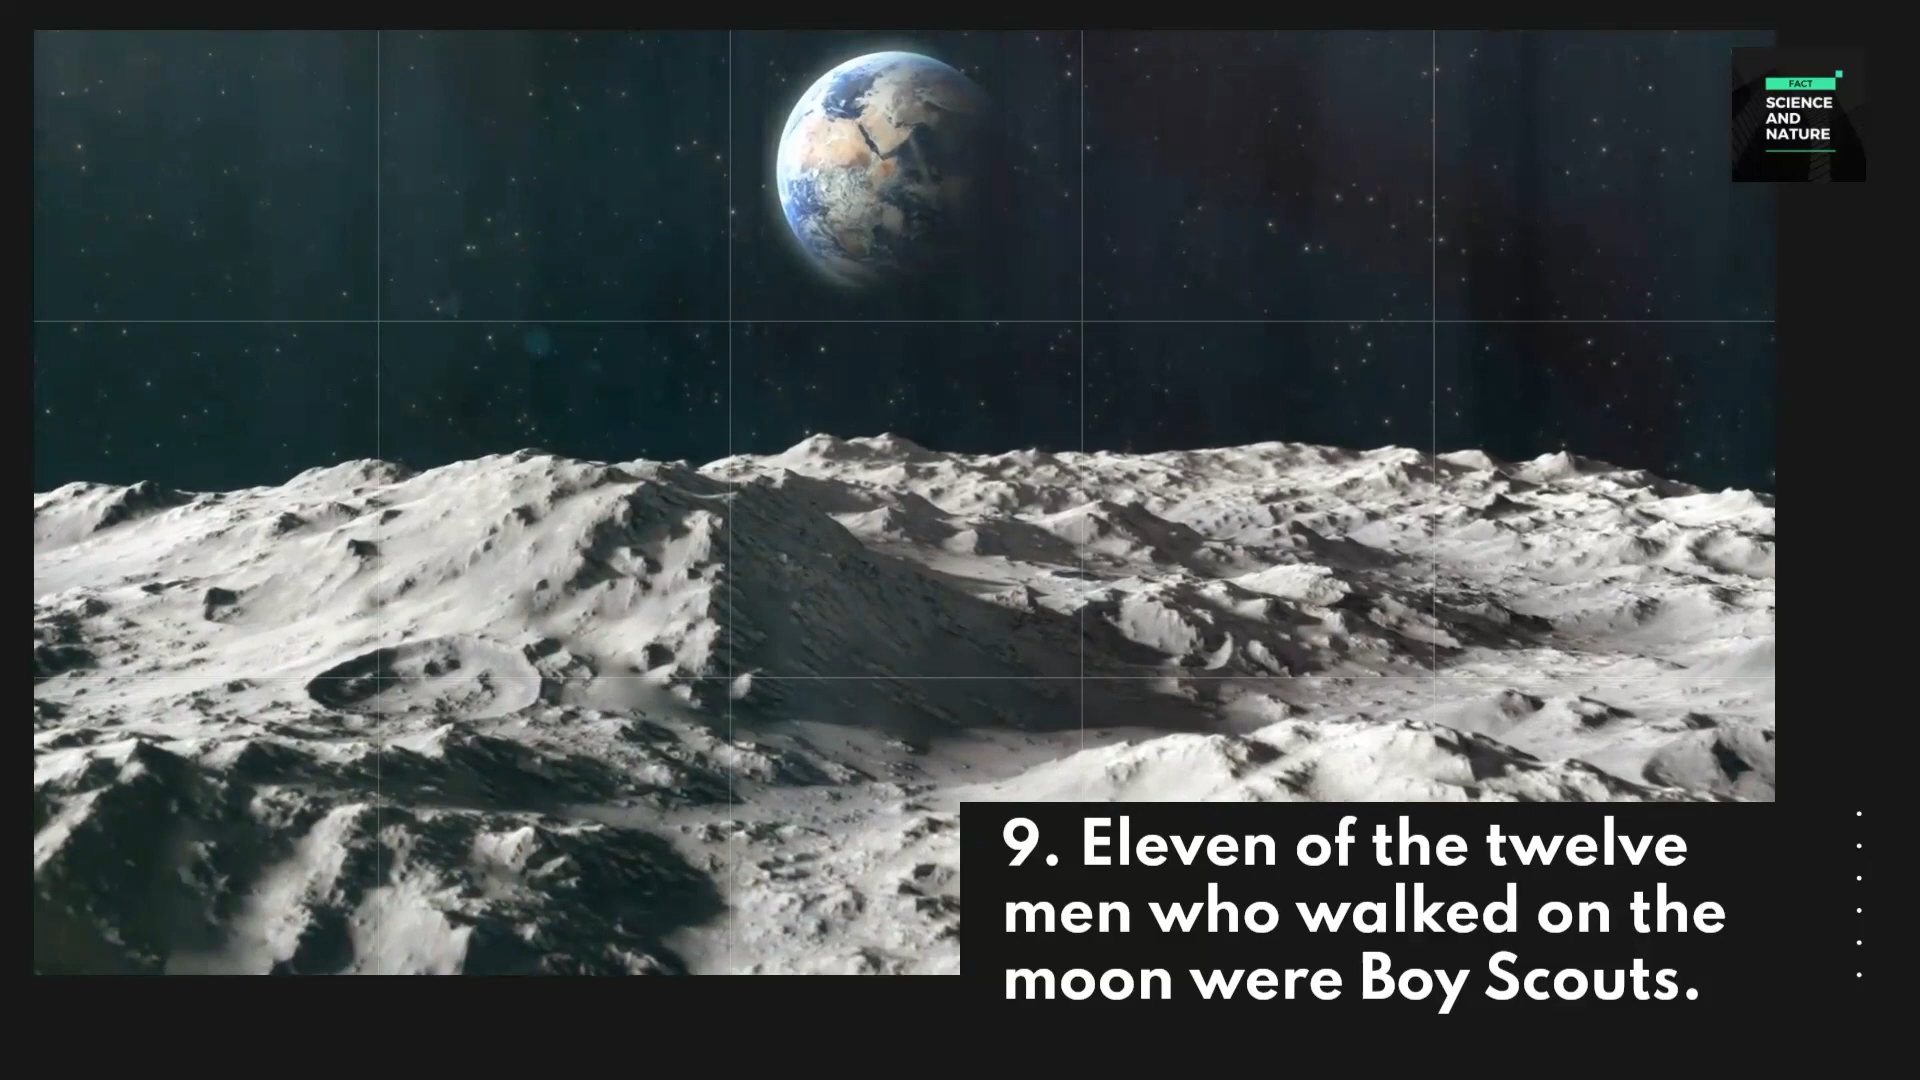 FACT
SCIENCE
AND
NATURE
9. Eleven of the twelve
men who walked on the
moon were Boy Scouts.